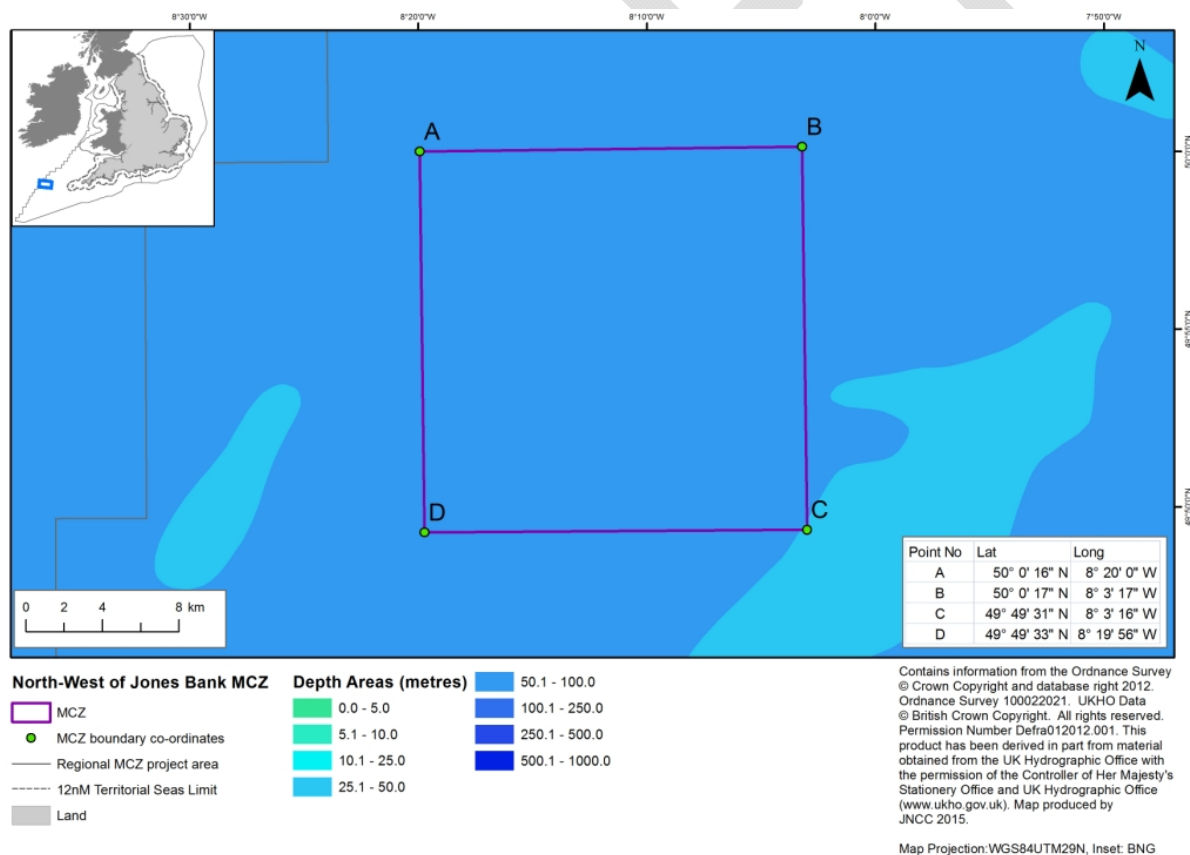 8°30'0"W 8°20'0"W 8°10'0"W 8°0'0"W 7°50'0"W
N
A
B
50°0'0"N
49°55'0"N
49°50'0"N
D
C
0 2 4 8 km
Point No Lat Long
A 50° 0' 16" N 8° 20' 0" W
B 50° 0' 17" N 8° 3' 17" W
C 49° 49' 31" N 8° 3' 16" W
D 49° 49' 33" N 8° 19' 56" W
North-West of Jones Bank MCZ
MCZ
MCZ boundary co-ordinates
Regional MCZ project area
12nM Territorial Seas Limit
Land
Depth Areas (metres)
0.0 - 5.0
5.1 - 10.0
10.1 - 25.0
25.1 - 50.0
50.1 - 100.0
100.1 - 250.0
250.1 - 500.0
500.1 - 1000.0
Contains information from the Ordnance Survey
© Crown Copyright and database right 2012.
Ordnance Survey 100022021. UKHO Data
© British Crown Copyright. All rights reserved.
Permission Number Defra012012.001. This
product has been derived in part from material
obtained from the UK Hydrographic Office with
the permission of the Controller of Her Majesty's
Stationery Office and UK Hydrographic Office
(www.ukho.gov.uk). Map produced by
JNCC 2015.
Map Projection:WGS84UTM29N, Inset: BNG